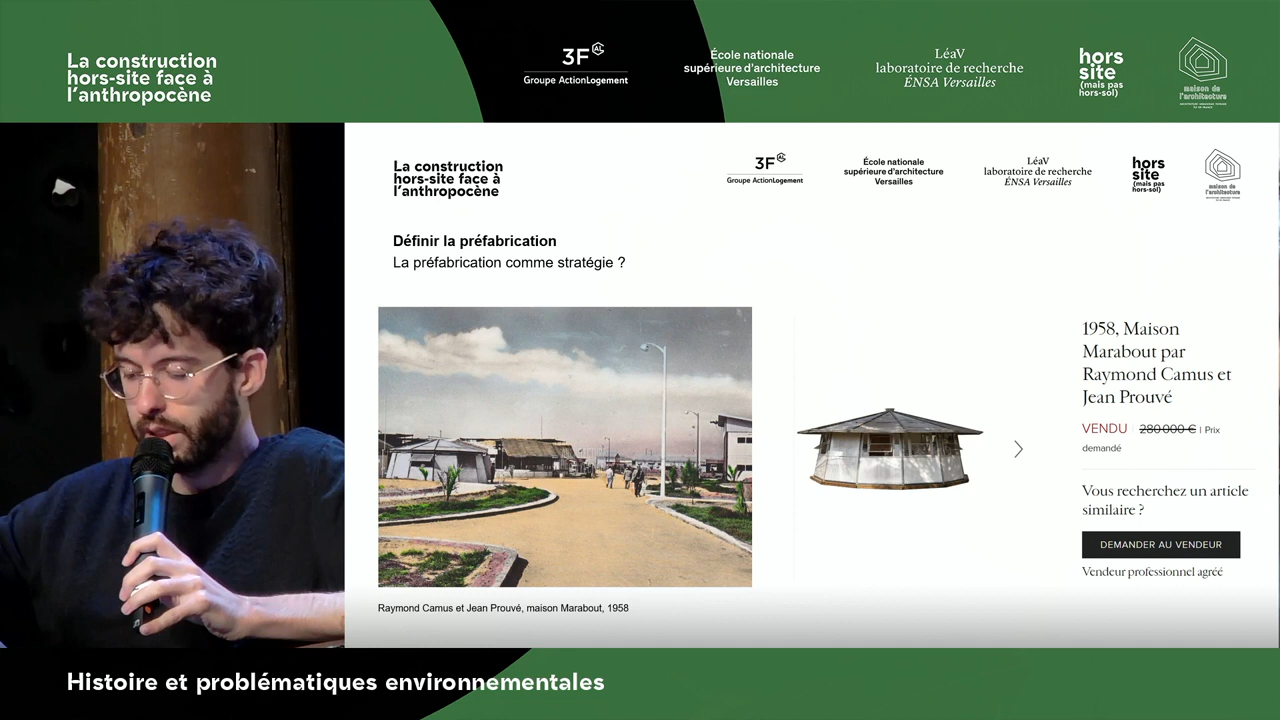 La construction
hors-site face à
l'anthropocène
3F AL
Groupe ActionLogement
École nationale
supérieure d'architecture
Versailles
LéaV
laboratoire de recherche
ÉNSA Versailles
hors
site
(mais pas
hors-sol)
maison de
l'architecture
La construction
hors-site face à
l'anthropocène
3F AL
Groupe ActionLogement
École nationale
supérieure d'architecture
Versailles
LéaV
laboratoire de recherche
ÉNSA Versailles
hors
site
(mais pas
hors-sol)
maison de
l'architecture
Définir la préfabrication
La préfabrication comme stratégie ?
1958, Maison
Marabout par
Raymond Camus et
Jean Prouvé
VENDU 280 000 € | Prix
demandé
Vous recherchez un article
similaire ?
DEMANDER AU VENDEUR
Vendeur professionnel agréé
Raymond Camus et Jean Prouvé, maison Marabout, 1958
Histoire et problématiques environnementales